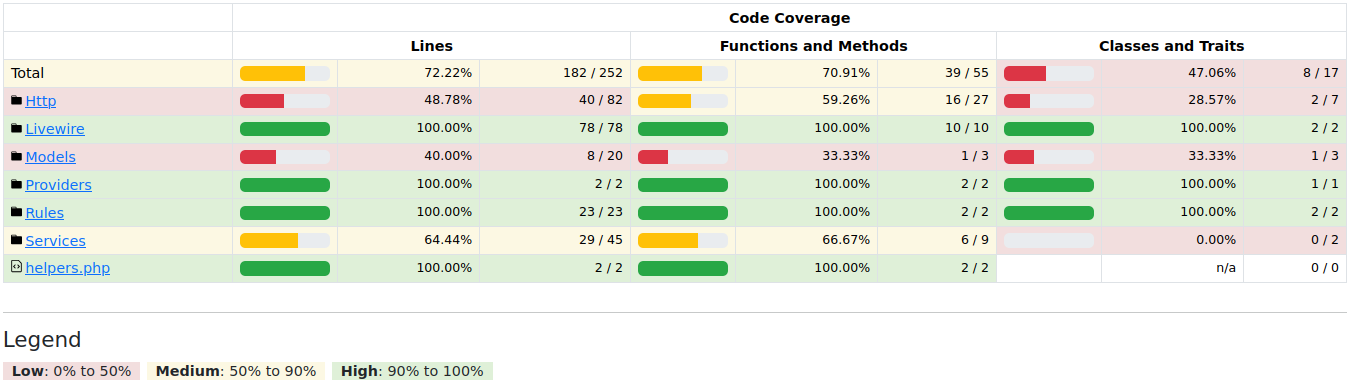 Code Coverage
Lines Functions and Methods Classes and Traits
Total 72.22% 182 / 252 70.91% 39 / 55 47.06% 8 / 17
Http 48.78% 40 / 82 59.26% 16 / 27 28.57% 2 / 7
Livewire 100.00% 78 / 78 100.00% 10 / 10 100.00% 2 / 2
Models 40.00% 8 / 20 33.33% 1 / 3 33.33% 1 / 3
Providers 100.00% 2 / 2 100.00% 2 / 2 100.00% 1 / 1
Rules 100.00% 23 / 23 100.00% 2 / 2 100.00% 2 / 2
Services 64.44% 29 / 45 66.67% 6 / 9 0.00% 0 / 2
helpers.php 100.00% 2 / 2 100.00% 2 / 2 n/a 0 / 0
Legend
Low: 0% to 50% Medium: 50% to 90% High: 90% to 100%